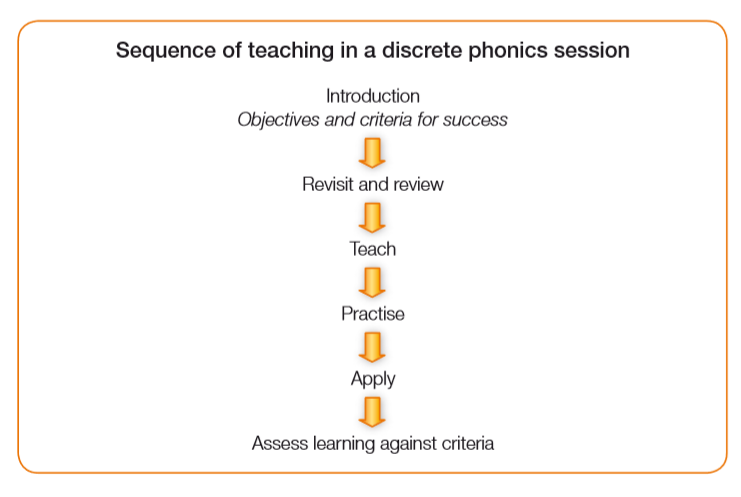 Sequence of teaching in a discrete phonics session
Introduction
Objectives and criteria for success
Revisit and review
Teach
Practise
Apply
Assess learning against criteria